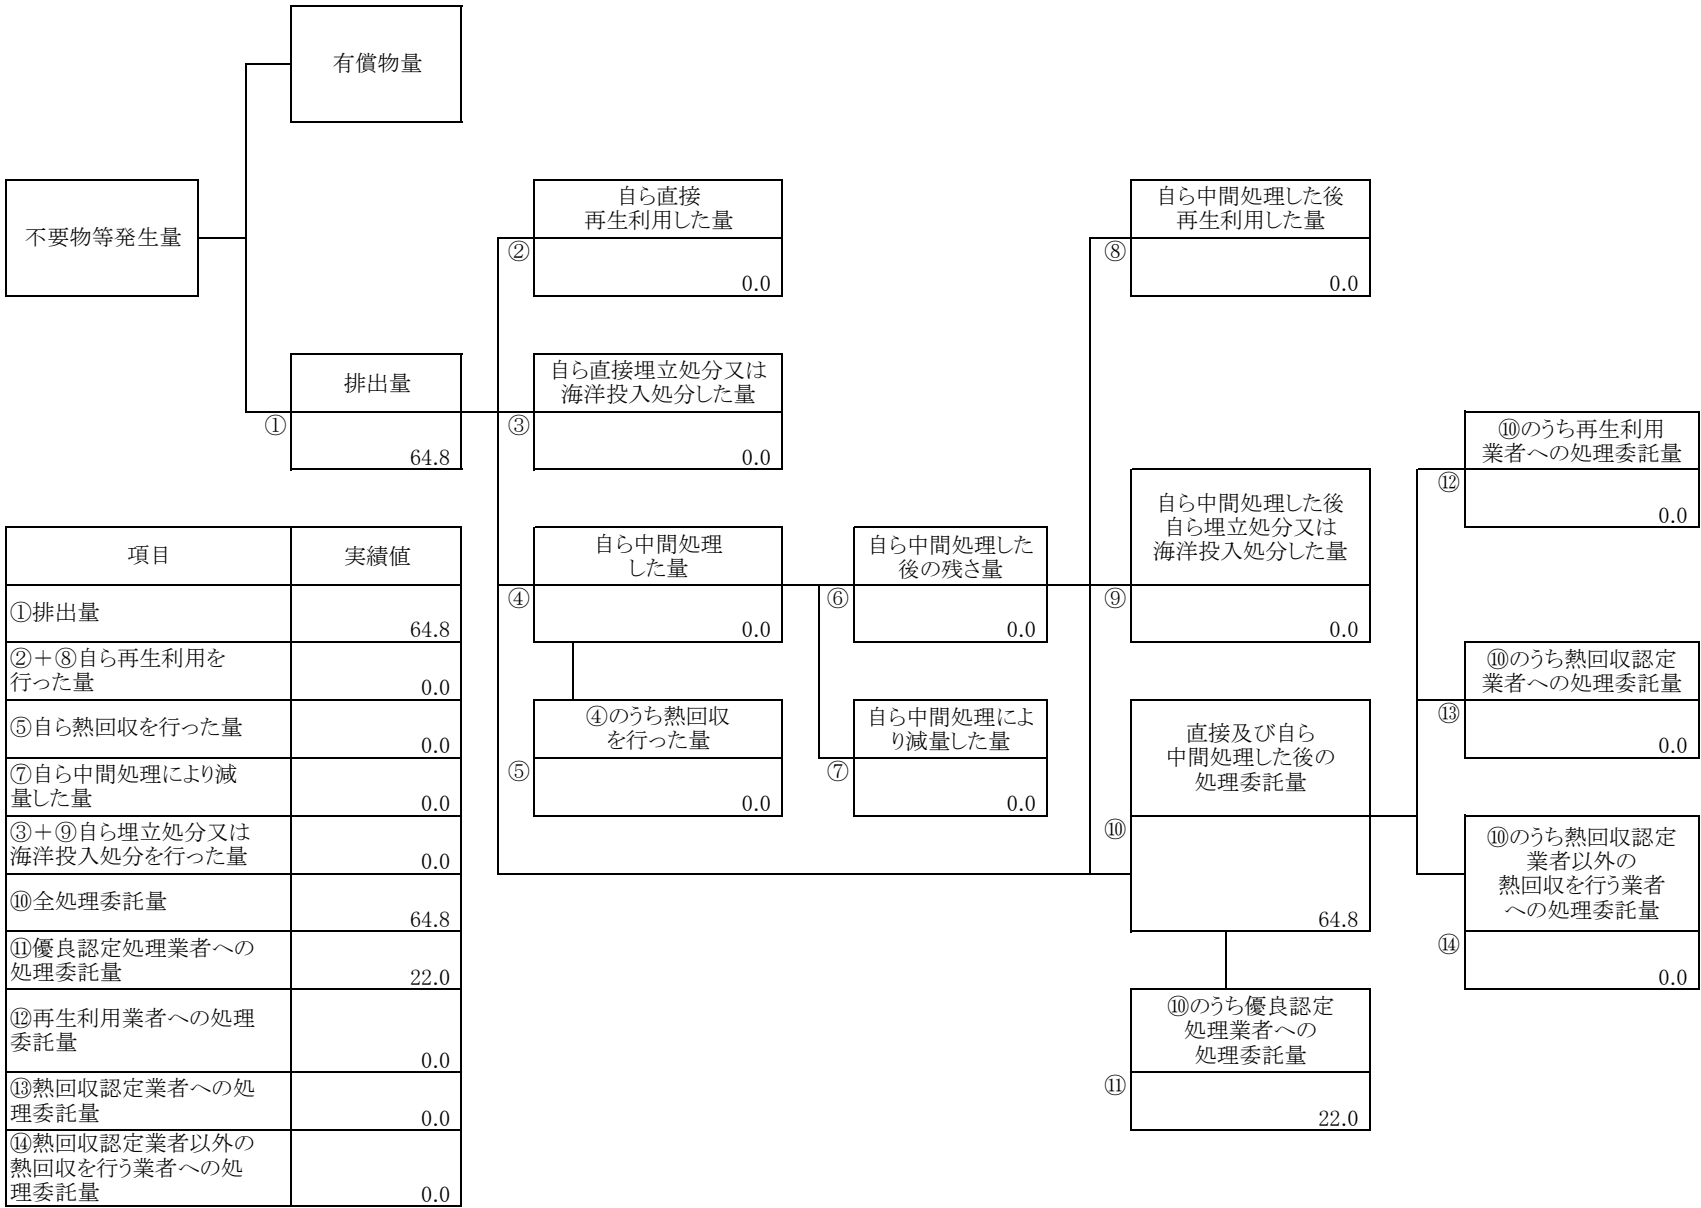 有償物量
不要物等発生量
自ら直接
再生利用した量
②
0.0
自ら中間処理した後
再生利用した量
⑧
0.0
排出量
①
64.8
自ら直接埋立処分又は
海洋投入処分した量
③
0.0
⑩のうち再生利用
業者への処理委託量
⑫
0.0
自ら中間処理
した量
④
0.0
自ら中間処理した
後の残さ量
⑥
0.0
自ら中間処理した後
自ら埋立処分又は
海洋投入処分した量
⑨
0.0
⑩のうち熱回収認定
業者への処理委託量
⑬
0.0
④のうち熱回収
を行った量
⑤
0.0
自ら中間処理によ
り減量した量
⑦
0.0
直接及び自ら
中間処理した後の
処理委託量
⑩
64.8
⑩のうち熱回収認定
業者以外の
熱回収を行う業者
への処理委託量
⑭
0.0
⑩のうち優良認定
処理業者への
処理委託量
⑪
22.0
項目
実績値
①排出量
64.8
②＋⑧自ら再生利用を
行った量
0.0
⑤自ら熱回収を行った量
0.0
⑦自ら中間処理により減
量した量
0.0
③＋⑨自ら埋立処分又は
海洋投入処分を行った量
0.0
⑩全処理委託量
64.8
⑪優良認定処理業者への
処理委託量
22.0
⑫再生利用業者への処理
委託量
0.0
⑬熱回収認定業者への処
理委託量
0.0
⑭熱回収認定業者以外の
熱回収を行う業者への処
理委託量
0.0